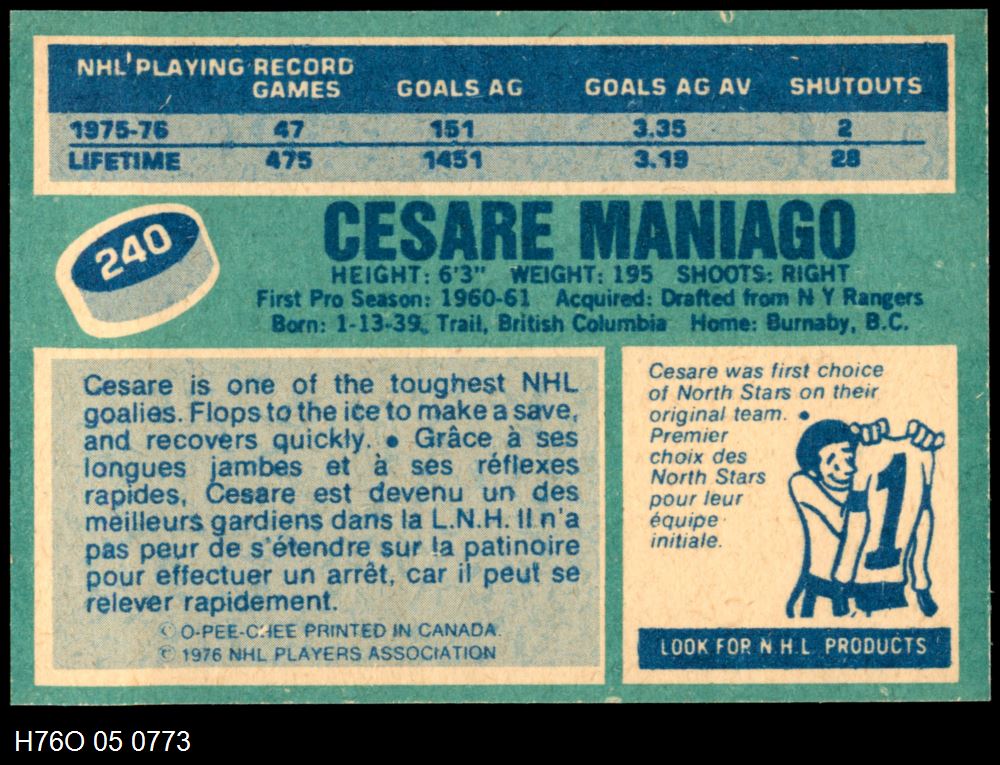 NHL PLAYING RECORD
GAMES GOALS AG GOALS AG AV SHUTOUTS
1975-76 47 151 3.35 2
LIFETIME 475 1451 3.19 28
240
CESARE MANIAGO
HEIGHT: 6'3" WEIGHT: 195 SHOOTS: RIGHT
First Pro Season: 1960-61 Acquired: Drafted from N Y Rangers
Born: 1-13-39, Trail, British Columbia Home: Burnaby, B.C.
Cesare is one of the toughest NHL
goalies. Flops to the ice to make a save,
and recovers quickly. • Grâce à ses
longues jambes et à ses réflexes
rapides, Cesare est devenu un des
meilleurs gardiens dans la L.N.H. Il n'a
pas peur de s'étendre sur la patinoire
pour effectuer un arrêt, car il peut se
relever rapidement.
© O-PEE-CHEE PRINTED IN CANADA.
© 1976 NHL PLAYERS ASSOCIATION
Cesare was first choice
of North Stars on their
original team. •
Premier
choix des
North Stars
pour leur
équipe
initiale.
1
LOOK FOR N H L PRODUCTS
H76O 05 0773